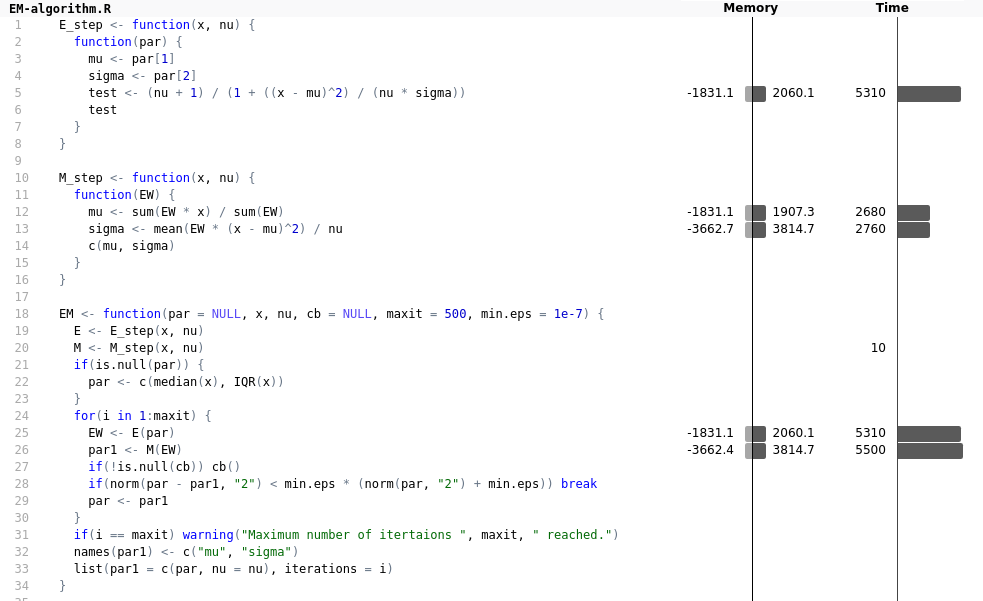 EM-algorithm.R Memory Time
1 E_step <- function(x, nu) {
2 function(par) {
3 mu <- par[1]
4 sigma <- par[2]
5 test <- (nu + 1) / (1 + ((x - mu)^2) / (nu * sigma)) -1831.1 2060.1 5310
6 test
7 }
8 }
9
10 M_step <- function(x, nu) {
11 function(EW) {
12 mu <- sum(EW * x) / sum(EW) -1831.1 1907.3 2680
13 sigma <- mean(EW * (x - mu)^2) / nu -3662.7 3814.7 2760
14 c(mu, sigma)
15 }
16 }
17
18 EM <- function(par = NULL, x, nu, cb = NULL, maxit = 500, min.eps = 1e-7) {
19 E <- E_step(x, nu)
20 M <- M_step(x, nu) 10
21 if(is.null(par)) {
22 par <- c(median(x), IQR(x))
23 }
24 for(i in 1:maxit) {
25 EW <- E(par) -1831.1 2060.1 5310
26 par1 <- M(EW) -3662.4 3814.7 5500
27 if(!is.null(cb)) cb()
28 if(norm(par - par1, "2") < min.eps * (norm(par, "2") + min.eps)) break
29 par <- par1
30 }
31 if(i == maxit) warning("Maximum number of itertaions ", maxit, " reached.")
32 names(par1) <- c("mu", "sigma")
33 list(par1 = c(par, nu = nu), iterations = i)
34 }